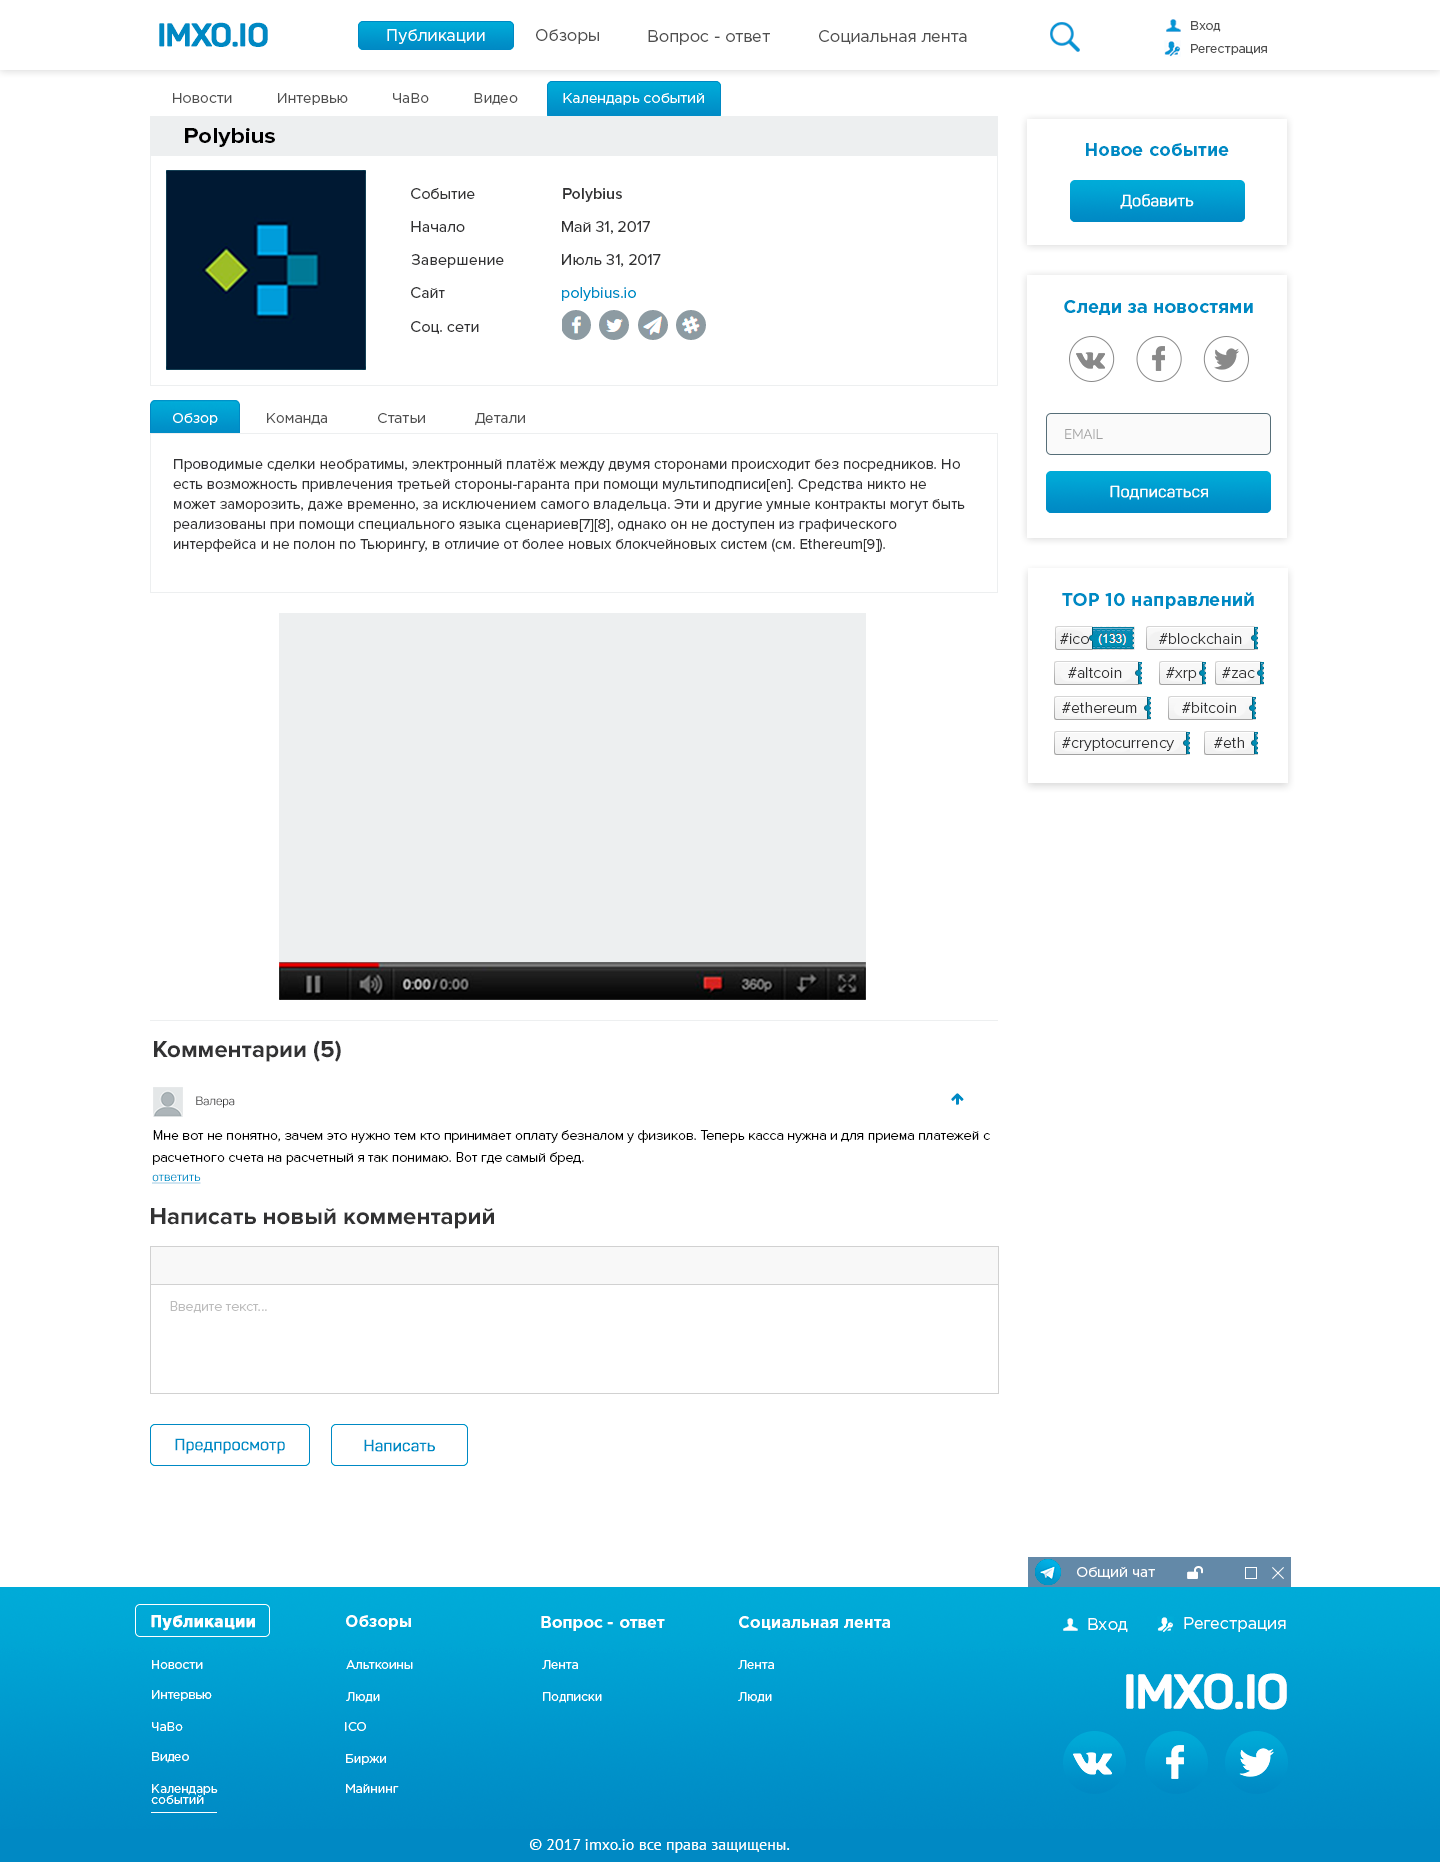 IMXO.IO
Публикации
Обзоры
Вопрос - ответ
Социальная лента
Вход
Регестрация
Новости
Интервью
ЧаВо
Видео
Календарь событий
Polybius
Событие
Polybius
Начало
Май 31, 2017
Завершение
Июль 31, 2017
Сайт
polybius.io
Соц. сети
Обзор
Команда
Статьи
Детали
Проводимые сделки необратимы, электронный платёж между двумя сторонами происходит без посредников. Но
есть возможность привлечения третьей стороны-гаранта при помощи мультиподписи[en]. Средства никто не
может заморозить, даже временно, за исключением самого владельца. Эти и другие умные контракты могут быть
реализованы при помощи специального языка сценариев[7][8], однако он не доступен из графического
интерфейса и не полон по Тьюрингу, в отличие от более новых блокчейновых систем (см. Ethereum[9]).
0:00 / 0:00
360p
Комментарии (5)
Валера
Мне вот не понятно, зачем это нужно тем кто принимает оплату безналом у физиков. Теперь касса нужна и для приема платежей с
расчетного счета на расчетный я так понимаю. Вот где самый бред.
ответить
Написать новый комментарий
Введите текст...
Предпросмотр
Написать
Новое событие
Добавить
Следи за новостями
EMAIL
Подписаться
TOP 10 направлений
#ico (133)
#blockchain
#altcoin
#xrp
#zac
#ethereum
#bitcoin
#cryptocurrency
#eth
Общий чат
Публикации
Новости
Интервью
ЧаВо
Видео
Календарь
событий
Обзоры
Альткоины
Люди
ICO
Биржи
Майнинг
Вопрос - ответ
Лента
Подписки
Социальная лента
Лента
Люди
Вход
Регестрация
IMXO.IO
© 2017 imxo.io все права защищены.